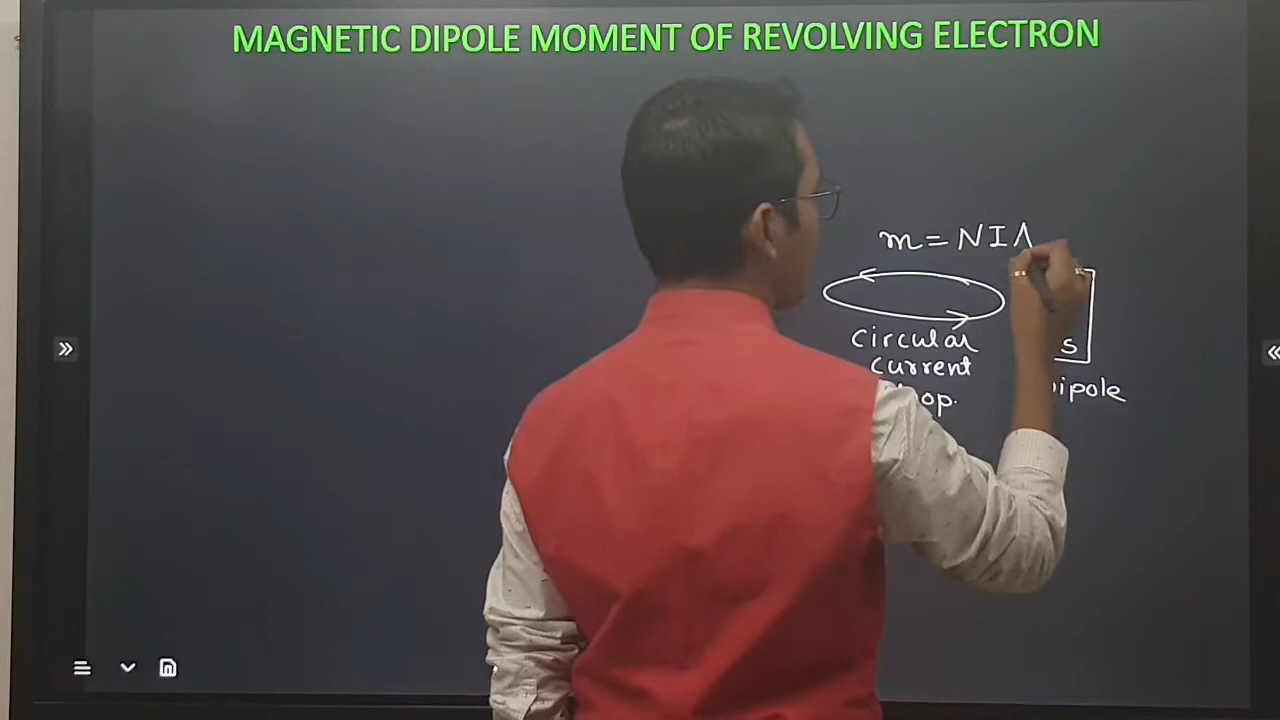 MAGNETIC DIPOLE MOMENT OF REVOLVING ELECTRON
m = NIA
S
circular
current